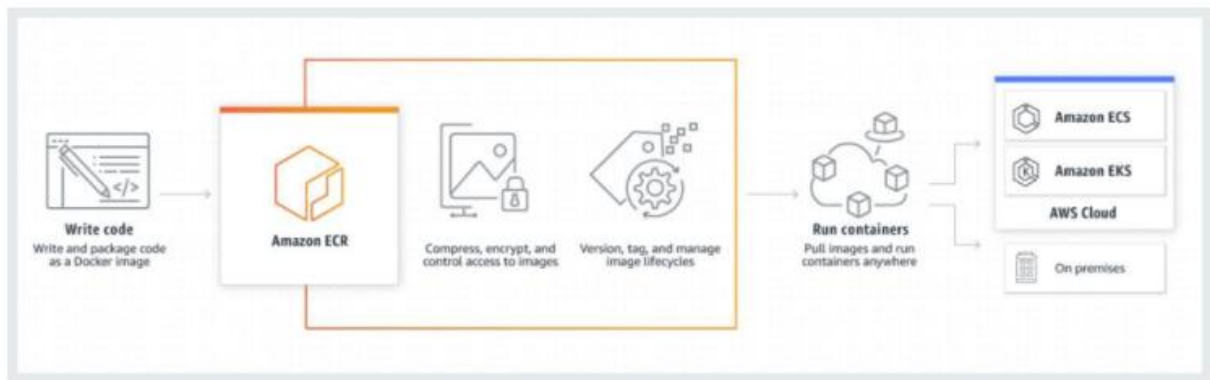 Write code
Write and package code
as a Docker image
</>
Amazon ECR
Compress, encrypt, and
control access to images
Version, tag, and manage
image lifecycles
Run containers
Pull images and run
containers anywhere
Amazon ECS
Amazon EKS
AWS Cloud
On premises